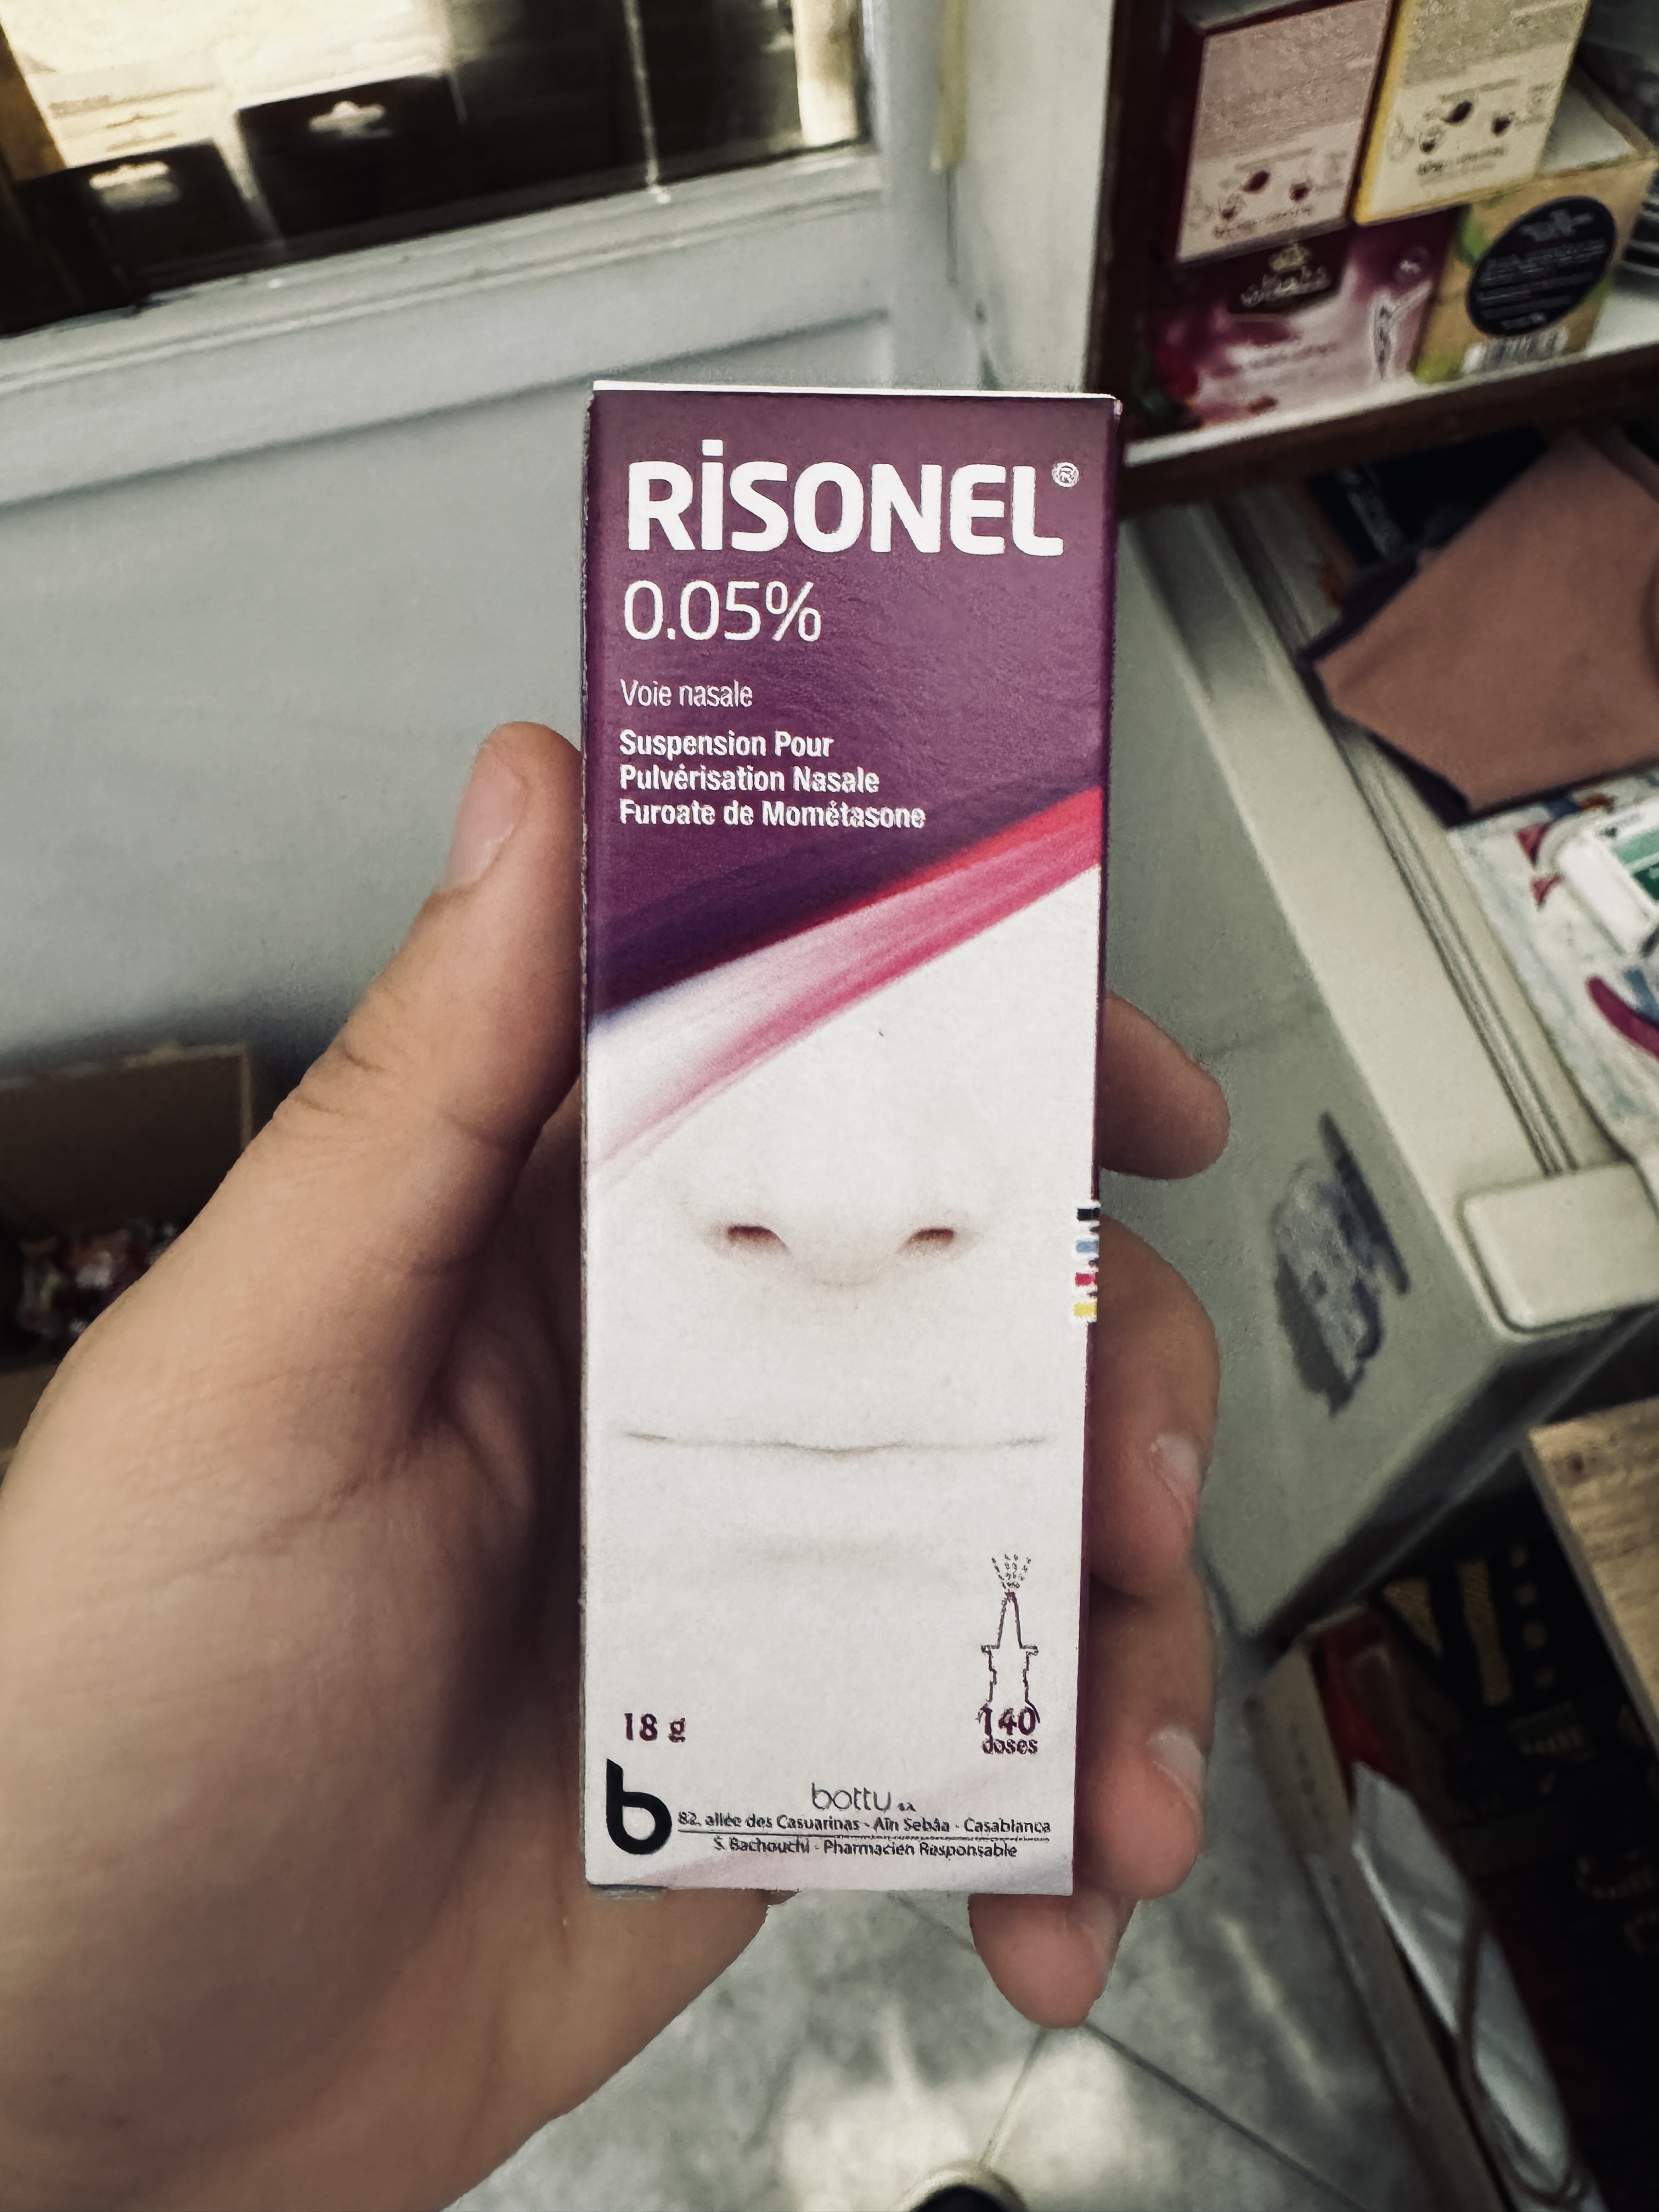 RiSONEL®
0.05%
Voie nasale
Suspension Pour
Pulvérisation Nasale
Furoate de Mométasone
18 g
140
doses
b
bottu s.a
82, allée des Casuarinas - Aïn Sebâa - Casablanca
S. Bachouchi - Pharmacien Responsable